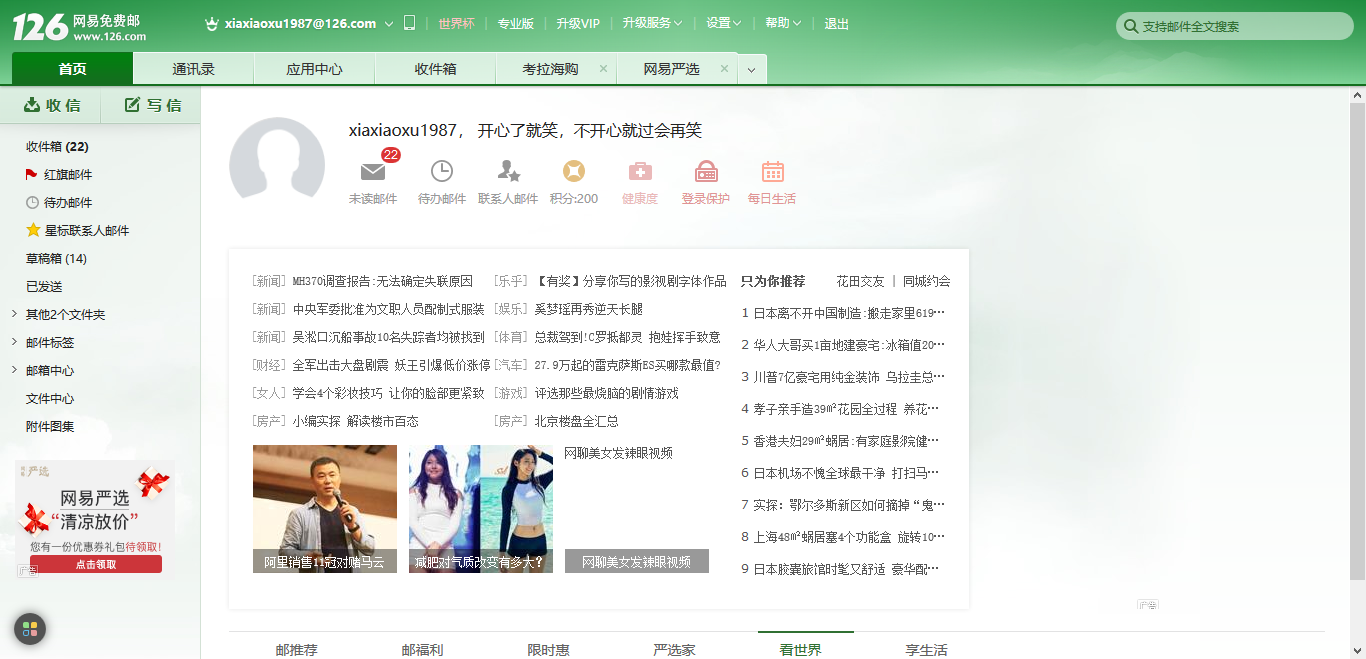 126 网易免费邮
www.126.com
xiaxiaoxu1987@126.com
世界杯 专业版 升级VIP 升级服务 设置 帮助 退出
支持邮件全文搜索
首页 通讯录 应用中心 收件箱 考拉海购 × 网易严选 ×
收 信 写 信
收件箱 (22)
红旗邮件
待办邮件
星标联系人邮件
草稿箱 (14)
已发送
其他2个文件夹
邮件标签
邮箱中心
文件中心
附件图集
严选
网易严选
“清凉放价”
您有一份优惠券礼包待领取!
点击领取
广告
xiaxiaoxu1987， 开心了就笑，不开心就过会再笑
22
未读邮件 待办邮件 联系人邮件 积分:200 健康度 登录保护 每日生活
[新闻] MH370调查报告:无法确定失联原因
[新闻] 中央军委批准为文职人员配制式服装
[新闻] 吴淞口沉船事故10名失踪者均被找到
[财经] 全军出击大盘剧震 妖王引爆低价涨停
[女人] 学会4个彩妆技巧 让你的脸部更紧致
[房产] 小编实探 解读楼市百态
[乐乎] 【有奖】分享你写的影视剧字体作品
[娱乐] 奚梦瑶再秀逆天长腿
[体育] 总裁驾到!C罗抵都灵 抱娃挥手致意
[汽车] 27.9万起的雷克萨斯ES买哪款最值?
[游戏] 评选那些最烧脑的剧情游戏
[房产] 北京楼盘全汇总
阿里销售11冠对赌马云
减肥对气质改变有多大?
网聊美女发辣眼视频
网聊美女发辣眼视频
只为你推荐 花田交友 | 同城约会
1 日本离不开中国制造:搬走家里619…
2 华人大哥买1亩地建豪宅:冰箱值20…
3 川普7亿豪宅用纯金装饰 乌拉圭总…
4 孝子亲手造39㎡花园全过程 养花…
5 香港夫妇29㎡蜗居:有家庭影院健…
6 日本机场不愧全球最干净 打扫马…
7 实探: 鄂尔多斯新区如何摘掉“鬼…
8 上海48㎡蜗居塞4个功能盒 旋转10…
9 日本胶囊旅馆时髦又舒适 豪华配…
广告
邮推荐 邮福利 限时惠 严选家 看世界 享生活